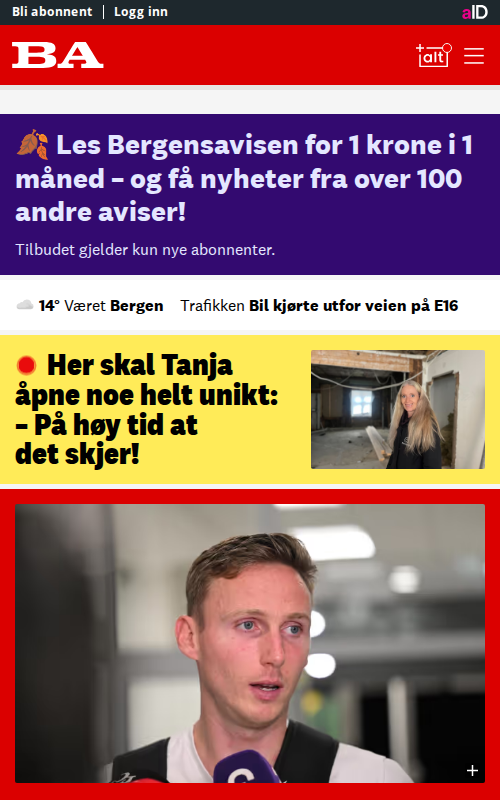 Bli abonnent | Logg inn
aID
BA
+alt
🍂 Les Bergensavisen for 1 krone i 1
måned – og få nyheter fra over 100
andre aviser!
Tilbudet gjelder kun nye abonnenter.
14° Været Bergen Trafikken Bil kjørte utfor veien på E16
Her skal Tanja
åpne noe helt unikt:
– På høy tid at
det skjer!